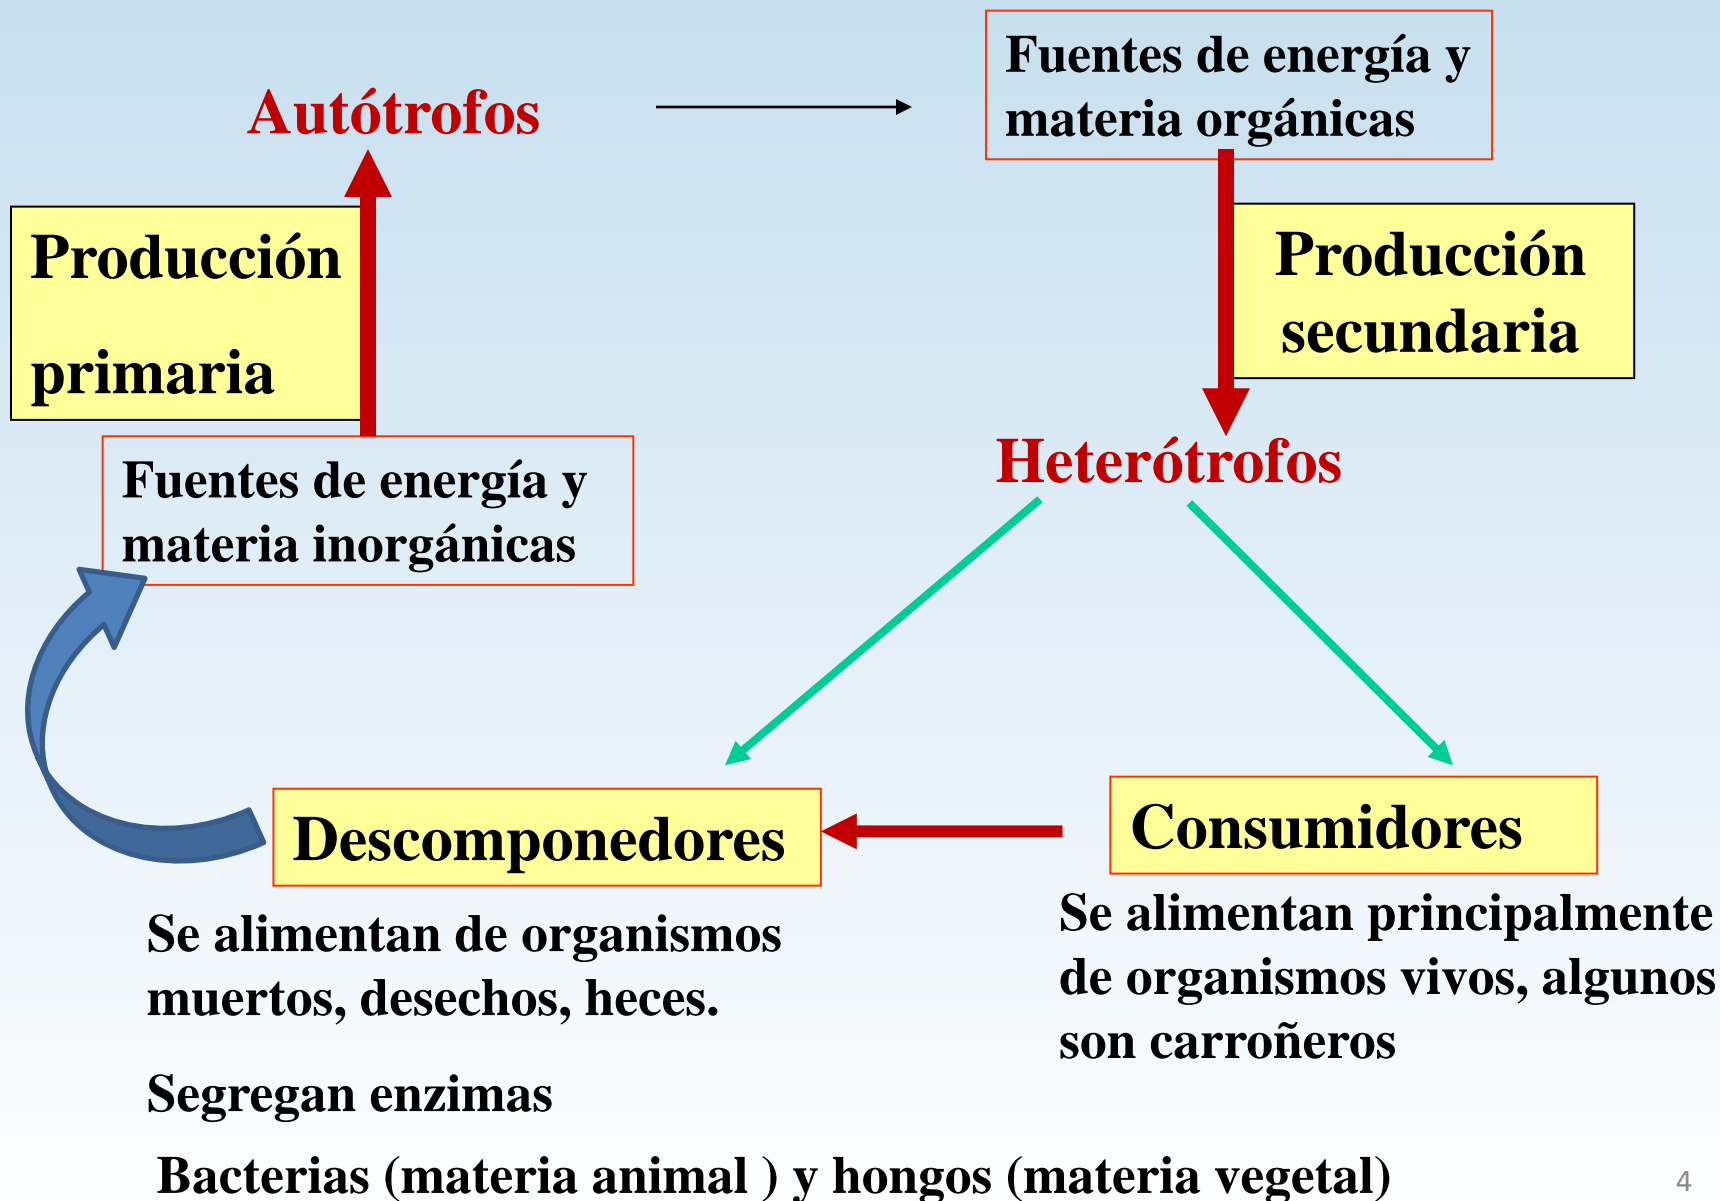 Autótrofos
Fuentes de energía y
materia orgánicas
Producción
primaria
Producción
secundaria
Fuentes de energía y
materia inorgánicas
Heterótrofos
Descomponedores
Consumidores
Se alimentan de organismos
muertos, desechos, heces.
Segregan enzimas
Se alimentan principalmente
de organismos vivos, algunos
son carroñeros
Bacterias (materia animal ) y hongos (materia vegetal)
4